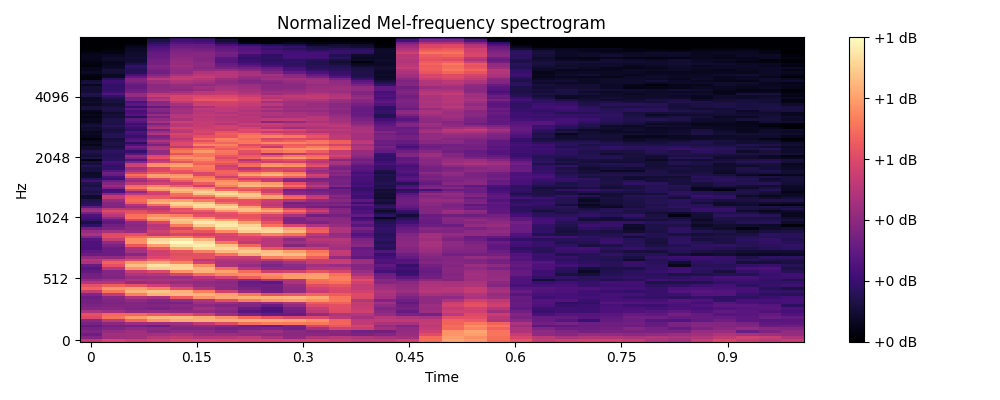 Normalized Mel-frequency spectrogram
4096
2048
1024
512
0
Hz
0
0.15
0.3
0.45
0.6
0.75
0.9
Time
+1 dB
+1 dB
+1 dB
+0 dB
+0 dB
+0 dB